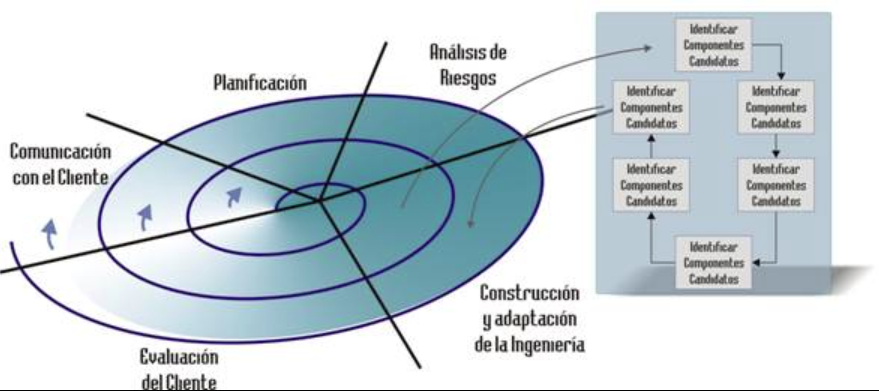 Comunicación
con el Cliente
Planificación
Análisis de
Riesgos
Construcción
y adaptación
de la Ingeniería
Evaluación
del Cliente
Identificar
Componentes
Candidatos
Identificar
Componentes
Candidatos
Identificar
Componentes
Candidatos
Identificar
Componentes
Candidatos
Identificar
Componentes
Candidatos
Identificar
Componentes
Candidatos